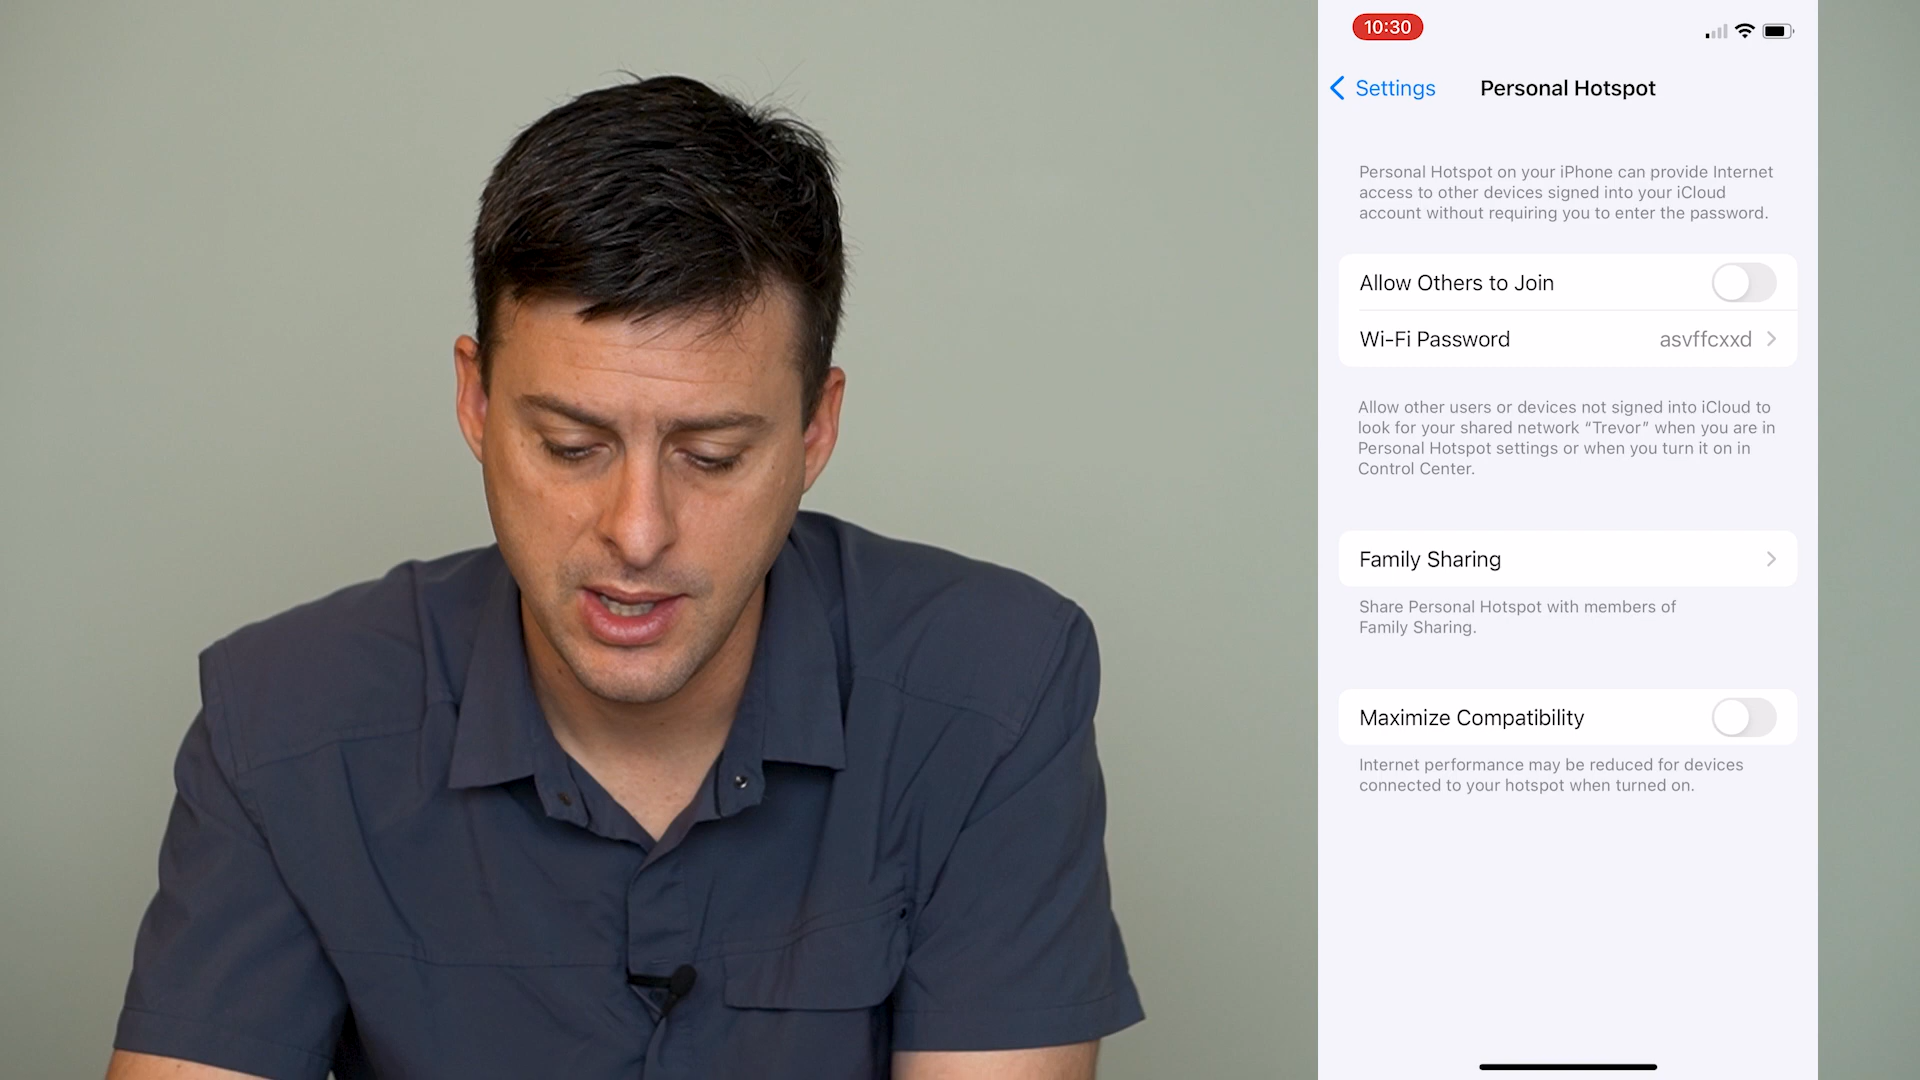 10:30
Settings
Personal Hotspot
Personal Hotspot on your iPhone can provide Internet
access to other devices signed into your iCloud
account without requiring you to enter the password.
Allow Others to Join
Wi-Fi Password asvffcxxd
Allow other users or devices not signed into iCloud to
look for your shared network “Trevor” when you are in
Personal Hotspot settings or when you turn it on in
Control Center.
Family Sharing
Share Personal Hotspot with members of
Family Sharing.
Maximize Compatibility
Internet performance may be reduced for devices
connected to your hotspot when turned on.